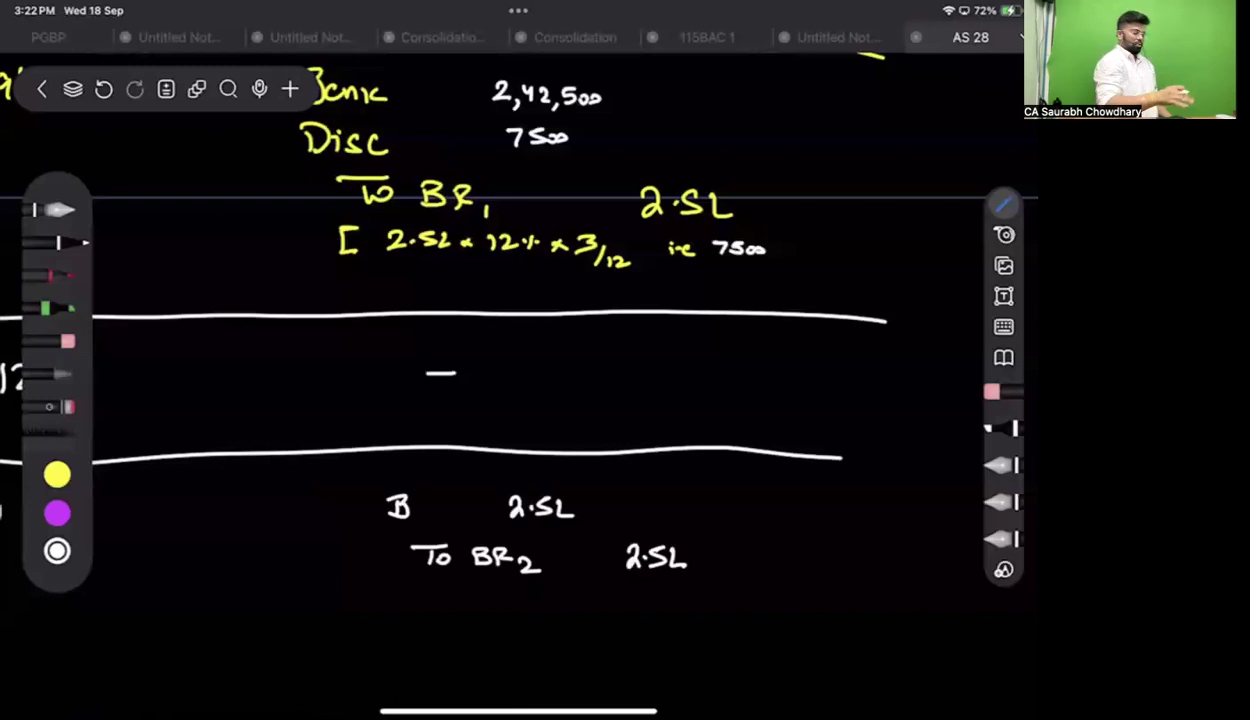 3:22 PM Wed 18 Sep
72%
PGBP
Untitled Not...
Untitled Not...
Consolidatio...
Consolidation
115BAC 1
Untitled Not...
AS 28
CA Saurabh Chowdhary
Bank 2,42,500
Disc 7500
To BR1 2.5L
[ 2.5L × 12% × 3/12 i.e 7500
12
—
B 2.5L
To BR2 2.5L